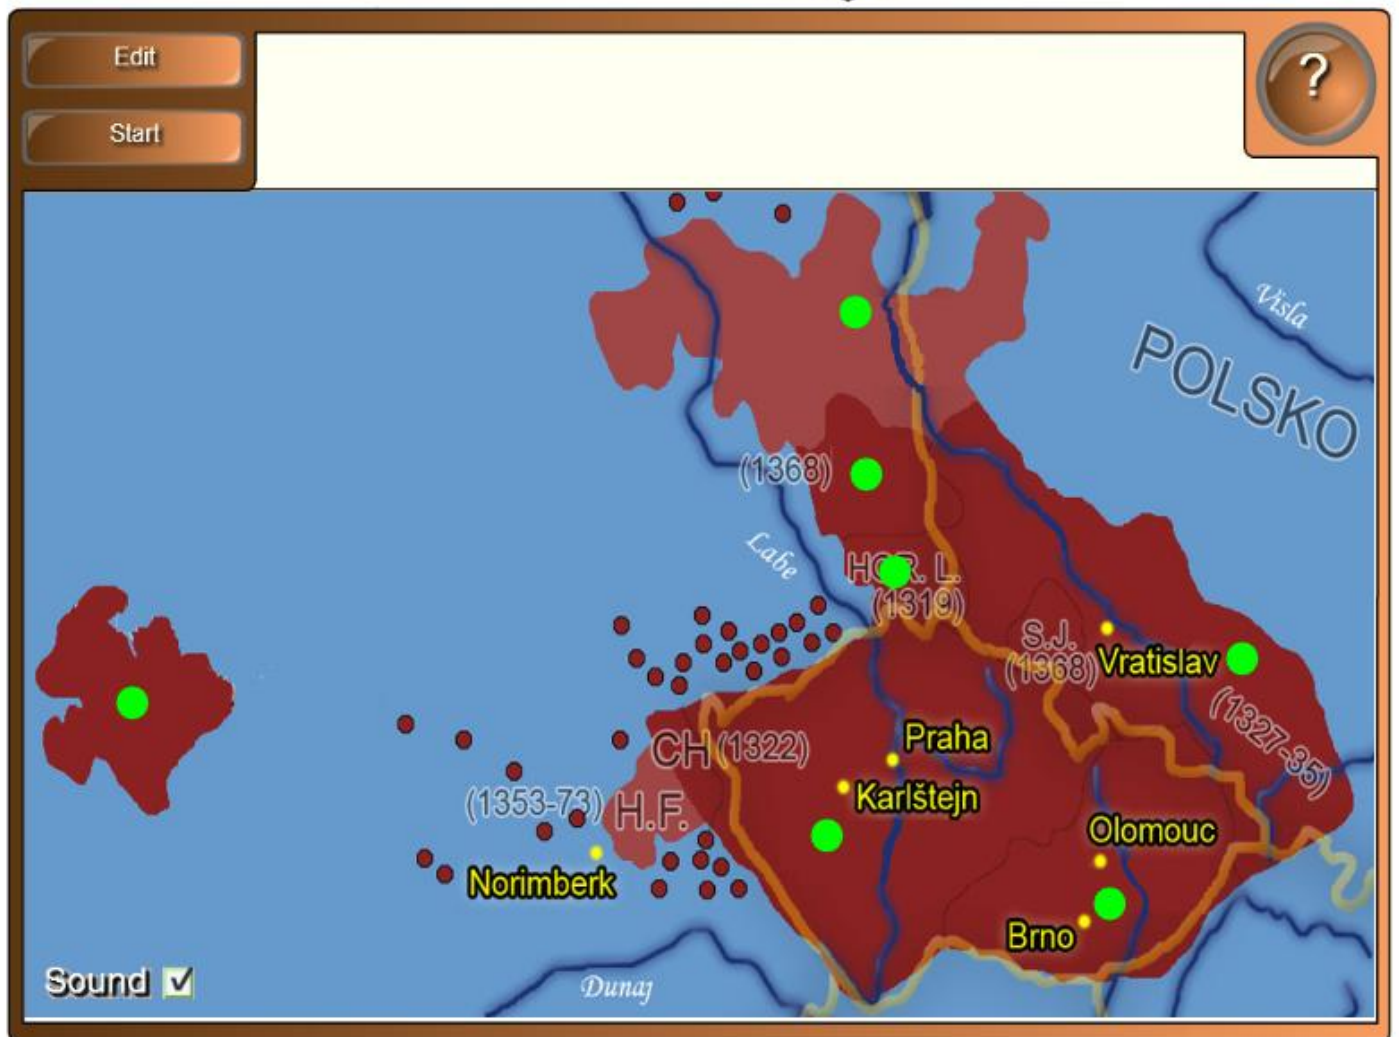 Edit
?
Start
Visla
POLSKO
(1368)
Labe
HOR. L.
(1319)
S.J.
(1368)
Vratislav
(1327-35)
Praha
CH (1322)
Karlštejn
(1353-73) H.F.
Olomouc
Norimberk
Brno
Sound
Dunaj